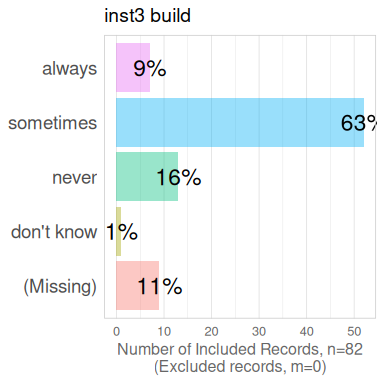 inst3 build
always
9%
sometimes
63%
never
16%
don't know
1%
(Missing)
11%
0 10 20 30 40 50
Number of Included Records, n=82
(Excluded records, m=0)